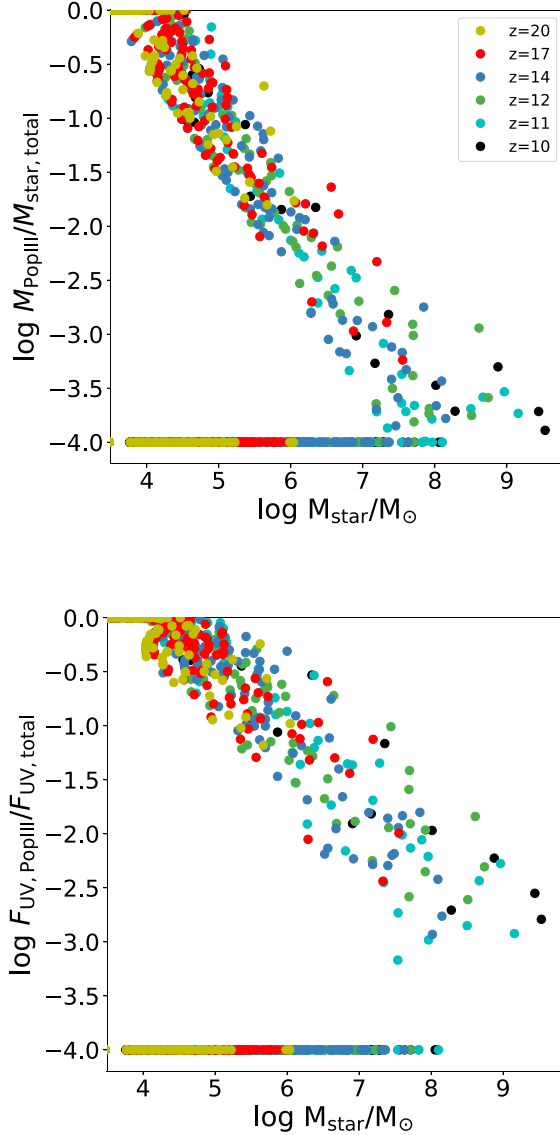 0.0
−0.5
−1.0
−1.5
−2.0
−2.5
−3.0
−3.5
−4.0
log M_PopIII/M_star, total
z=20
z=17
z=14
z=12
z=11
z=10
4 5 6 7 8 9
log M_star/M_⊙
0.0
−0.5
−1.0
−1.5
−2.0
−2.5
−3.0
−3.5
−4.0
log F_UV, PopIII/F_UV, total
4 5 6 7 8 9
log M_star/M_⊙